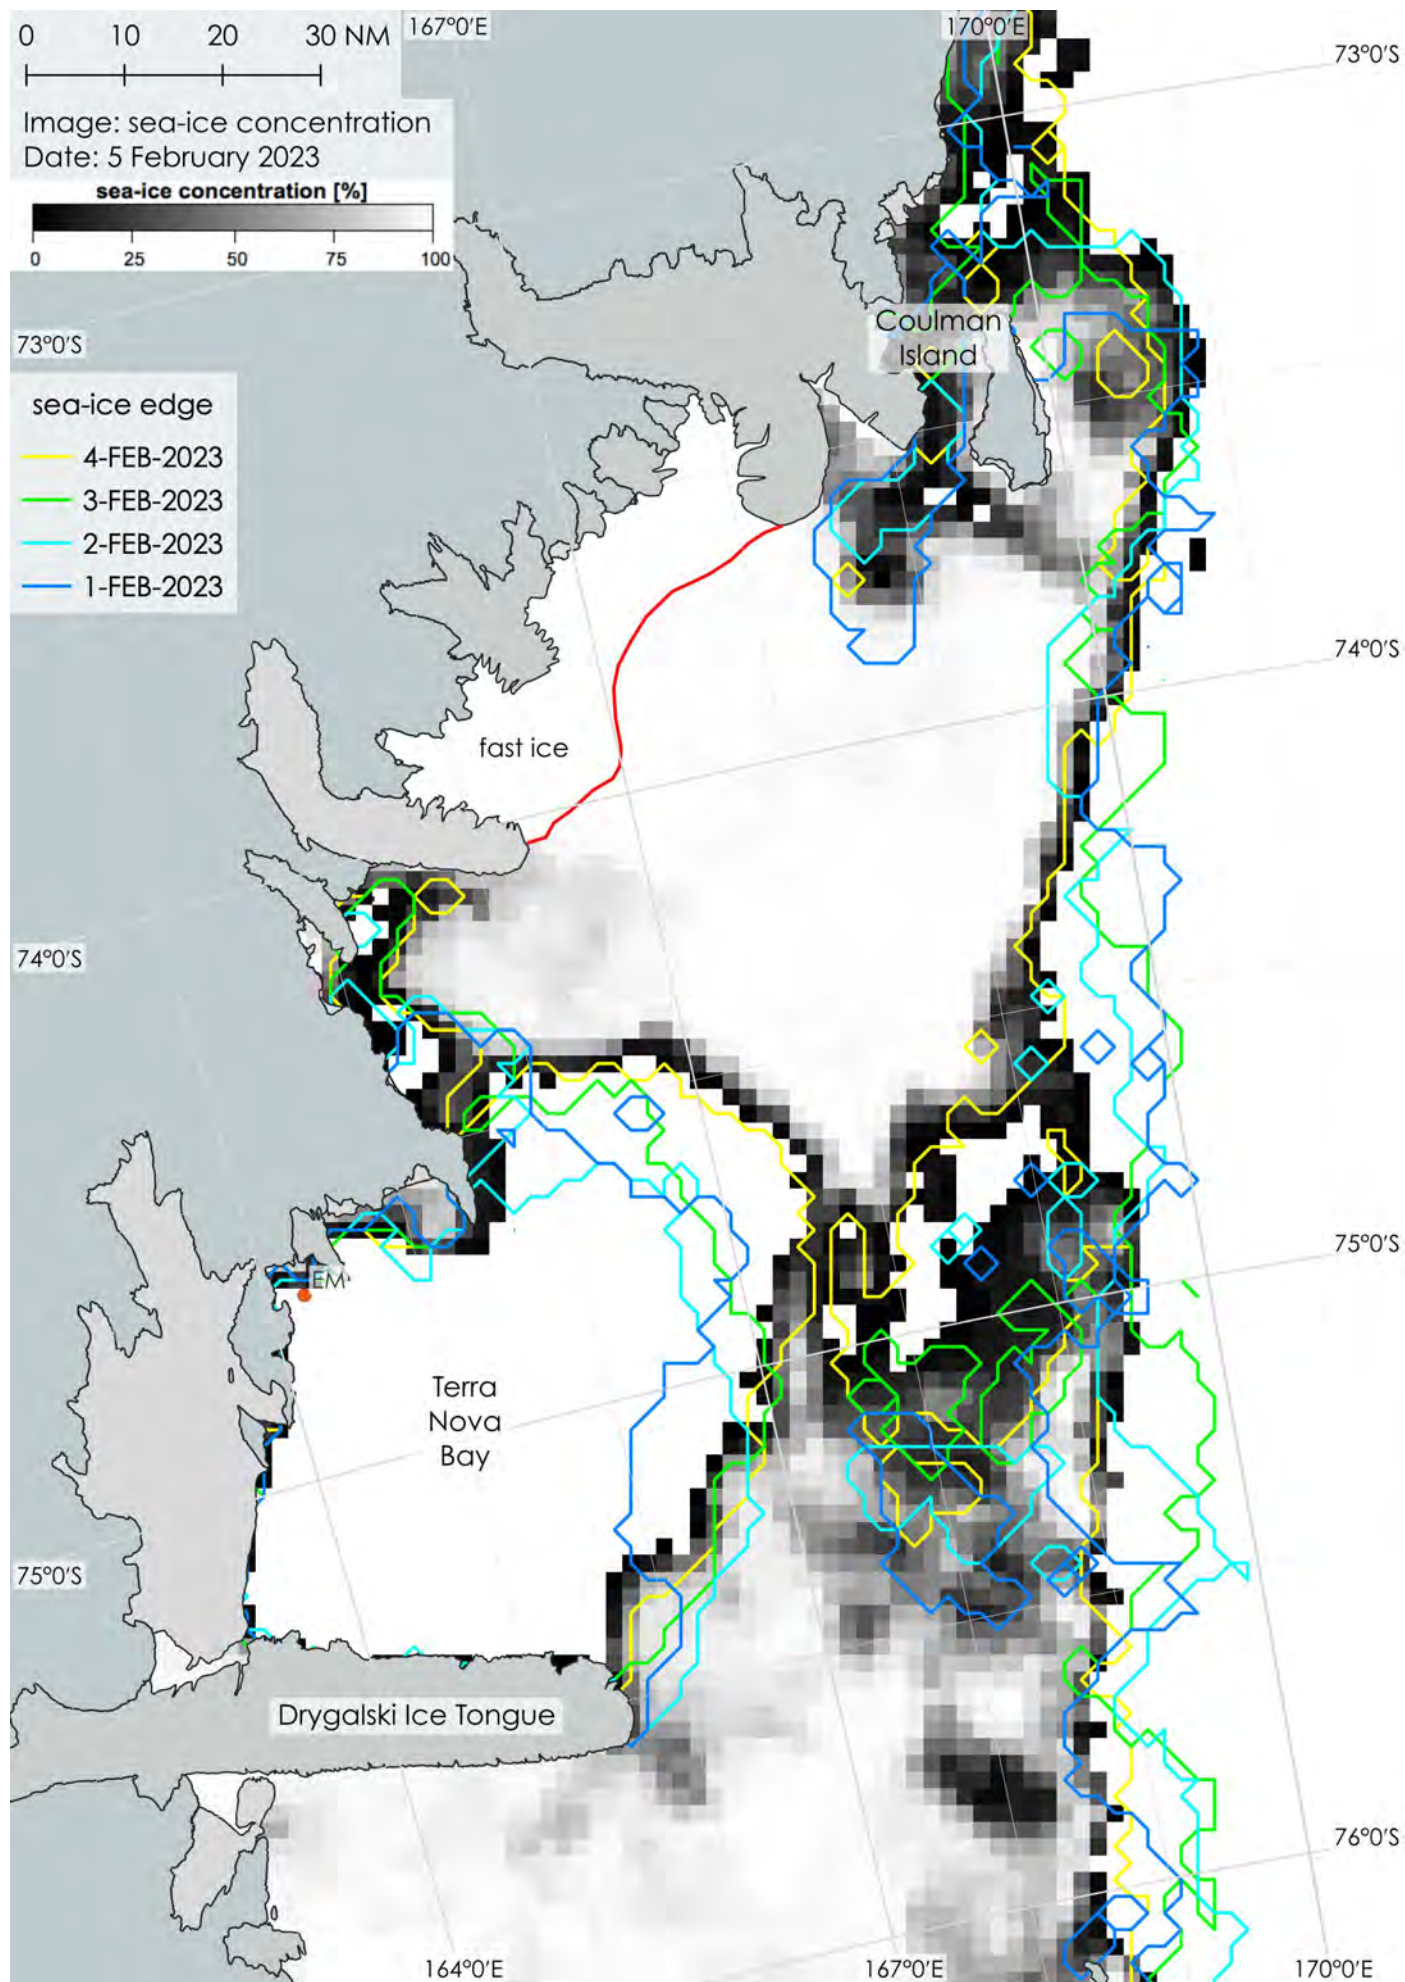 0 10 20 30 NM
167°0'E
170°0'E
73°0'S
Image: sea-ice concentration
Date: 5 February 2023
sea-ice concentration [%]
0 25 50 75 100
73°0'S
Coulman
Island
sea-ice edge
4-FEB-2023
3-FEB-2023
2-FEB-2023
1-FEB-2023
74°0'S
fast ice
74°0'S
75°0'S
EM
Terra
Nova
Bay
75°0'S
Drygalski Ice Tongue
76°0'S
164°0'E
167°0'E
170°0'E